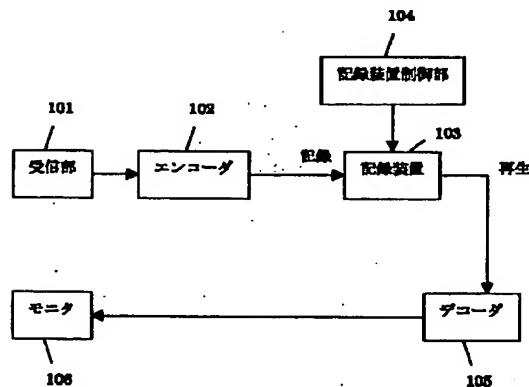 104
記録装置制御部
101
102
103
受信部
エンコーダ
記録
記録装置
再生
モニタ
デコーダ
106
105